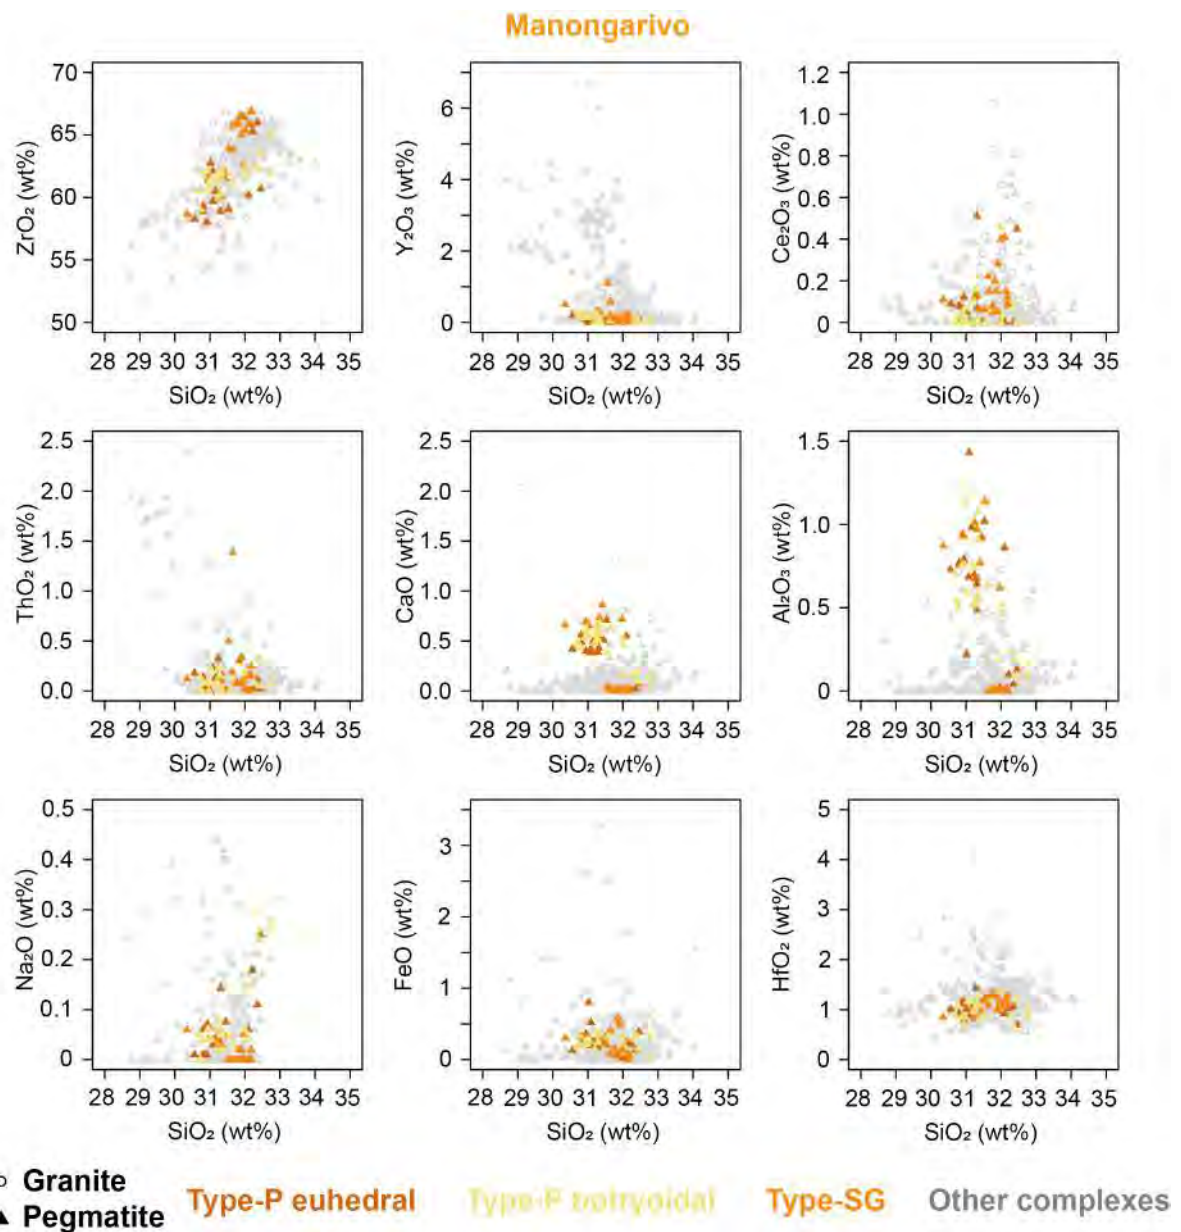 Manongarivo
70
65
60
55
50
ZrO₂ (wt%)
28 29 30 31 32 33 34 35
SiO₂ (wt%)
6
4
2
0
Y₂O₃ (wt%)
28 29 30 31 32 33 34 35
SiO₂ (wt%)
1.2
1.0
0.8
0.6
0.4
0.2
0
Ce₂O₃ (wt%)
28 29 30 31 32 33 34 35
SiO₂ (wt%)
2.5
2.0
1.5
1.0
0.5
0.0
ThO₂ (wt%)
28 29 30 31 32 33 34 35
SiO₂ (wt%)
2.5
2.0
1.5
1.0
0.5
0.0
CaO (wt%)
28 29 30 31 32 33 34 35
SiO₂ (wt%)
1.5
1.0
0.5
0
Al₂O₃ (wt%)
28 29 30 31 32 33 34 35
SiO₂ (wt%)
0.5
0.4
0.3
0.2
0.1
0
Na₂O (wt%)
28 29 30 31 32 33 34 35
SiO₂ (wt%)
3
2
1
0
FeO (wt%)
28 29 30 31 32 33 34 35
SiO₂ (wt%)
5
4
3
2
1
0
HfO₂ (wt%)
28 29 30 31 32 33 34 35
SiO₂ (wt%)
Granite
Pegmatite
Type-P euhedral
Type-P botryoidal
Type-SG
Other complexes